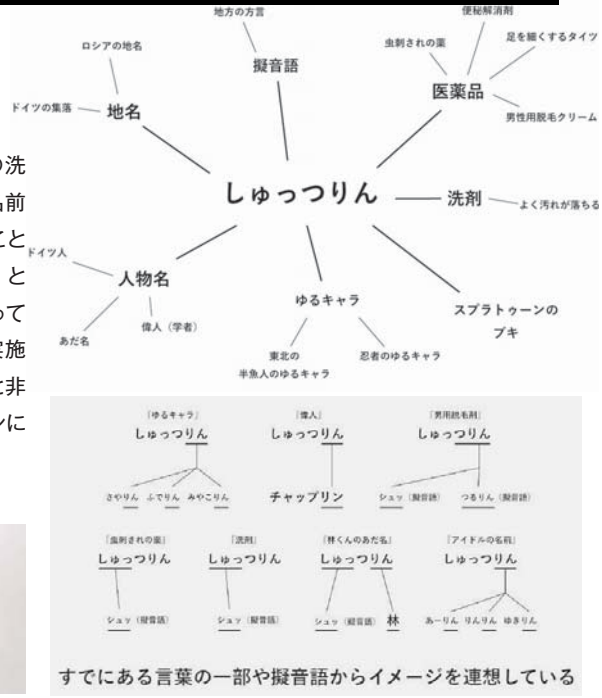 地方の方言
擬音語
便秘解消剤
虫刺されの薬
足を細くするタイツ
医薬品
男性用脱毛クリーム
ロシアの地名
ドイツの集落
地名
しゅっつりん
洗剤
よく汚れが落ちる
ドイツ人
人物名
あだ名
偉人（学者）
ゆるキャラ
東北の
半魚人のゆるキャラ
忍者のゆるキャラ
スプラトゥーンの
ブキ
の洗
名前
こと
と
って
実施
に非
ンに
「ゆるキャラ」
しゅっつりん
さやりん ふでりん みやこりん
「偉人」
しゅっつりん
チャップリン
「男用脱毛剤」
しゅっつりん
シュッ（擬音語） つるりん（擬音語）
「虫刺されの薬」
しゅっつりん
シュッ（擬音語）
「洗剤」
しゅっつりん
シュッ（擬音語）
「林くんのあだ名」
しゅっつりん
シュッ（擬音語） 林
「アイドルの名前」
しゅっつりん
あーりん りんりん ゆきりん
すでにある言葉の一部や擬音語からイメージを連想している